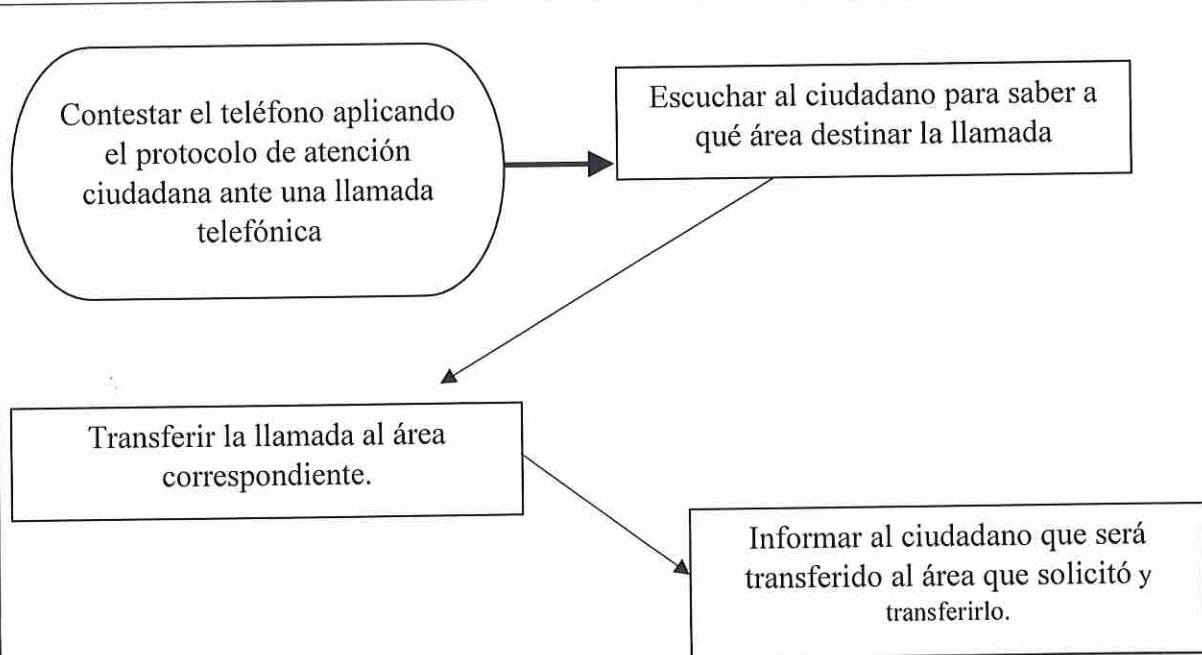 Contestar el teléfono aplicando
el protocolo de atención
ciudadana ante una llamada
telefónica
Escuchar al ciudadano para saber a
qué área destinar la llamada
Transferir la llamada al área
correspondiente.
Informar al ciudadano que será
transferido al área que solicitó y
transferirlo.